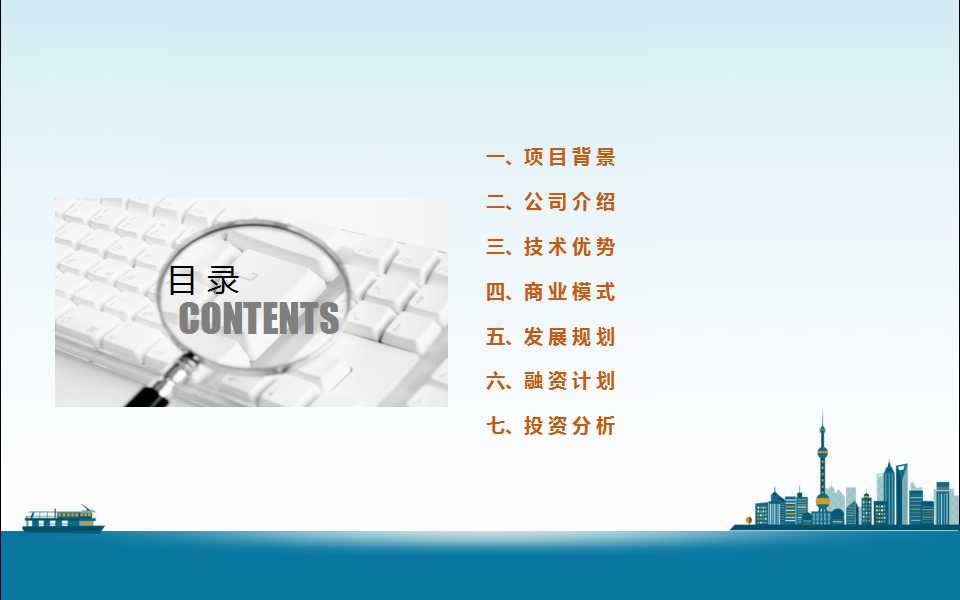 目录
CONTENTS
一、项目背景
二、公司介绍
三、技术优势
四、商业模式
五、发展规划
六、融资计划
七、投资分析